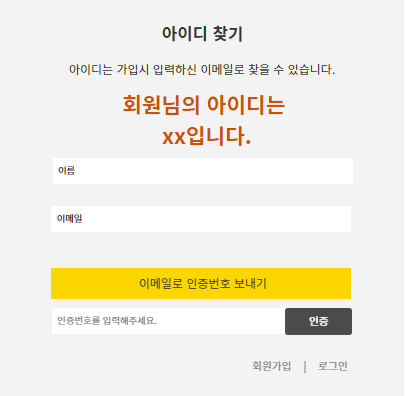 아이디 찾기
아이디는 가입시 입력하신 이메일로 찾을 수 있습니다.
회원님의 아이디는
xx입니다.
이름
이메일
이메일로 인증번호 보내기
인증번호를 입력해주세요. 인증
회원가입 | 로그인